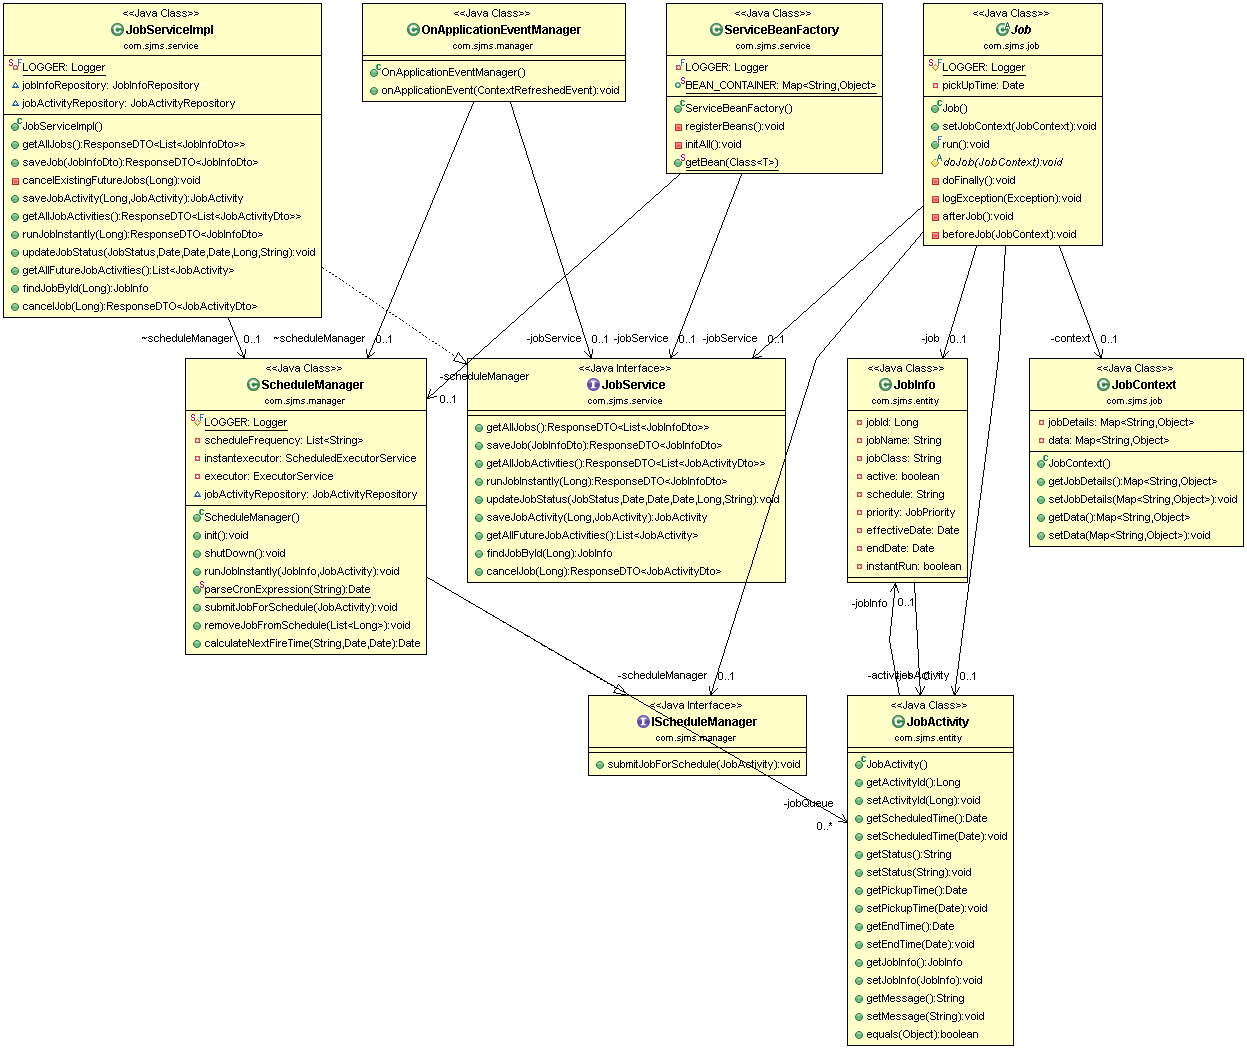 <<Java Class>>
JobServiceImpl
com.sjms.service
LOGGER: Logger
jobInfoRepository: JobInfoRepository
jobActivityRepository: JobActivityRepository
JobServiceImpl()
getAllJobs():ResponseDTO<List<JobInfoDto>>
saveJob(JobInfoDto):ResponseDTO<JobInfoDto>
cancelExistingFutureJobs(Long):void
saveJobActivity(Long,JobActivity):JobActivity
getAllJobActivities():ResponseDTO<List<JobActivityDto>>
runJobInstantly(Long):ResponseDTO<JobInfoDto>
updateJobStatus(JobStatus,Date,Date,Date,Long,String):void
getAllFutureJobActivities():List<JobActivity>
findJobById(Long):JobInfo
cancelJob(Long):ResponseDTO<JobActivityDto>
<<Java Class>>
OnApplicationEventManager
com.sjms.manager
OnApplicationEventManager()
onApplicationEvent(ContextRefreshedEvent):void
<<Java Class>>
ServiceBeanFactory
com.sjms.service
LOGGER: Logger
BEAN_CONTAINER: Map<String,Object>
ServiceBeanFactory()
registerBeans():void
initAll():void
getBean(Class<T>)
<<Java Class>>
Job
com.sjms.job
LOGGER: Logger
pickUpTime: Date
Job()
setJobContext(JobContext):void
run():void
doJob(JobContext):void
doFinally():void
logException(Exception):void
afterJob():void
beforeJob(JobContext):void
~scheduleManager 0..1
~scheduleManager 0..1
-jobService 0..1
-jobService 0..1
-jobService 0..1
-job 0..1
-context 0..1
-scheduleManager
0..1
<<Java Class>>
ScheduleManager
com.sjms.manager
LOGGER: Logger
scheduleFrequency: List<String>
instantexecutor: ScheduledExecutorService
executor: ExecutorService
jobActivityRepository: JobActivityRepository
ScheduleManager()
init():void
shutDown():void
runJobInstantly(JobInfo,JobActivity):void
parseCronExpression(String):Date
submitJobForSchedule(JobActivity):void
removeJobFromSchedule(List<Long>):void
calculateNextFireTime(String,Date,Date):Date
<<Java Interface>>
JobService
com.sjms.service
getAllJobs():ResponseDTO<List<JobInfoDto>>
saveJob(JobInfoDto):ResponseDTO<JobInfoDto>
getAllJobActivities():ResponseDTO<List<JobActivityDto>>
runJobInstantly(Long):ResponseDTO<JobInfoDto>
updateJobStatus(JobStatus,Date,Date,Date,Long,String):void
saveJobActivity(Long,JobActivity):JobActivity
getAllFutureJobActivities():List<JobActivity>
findJobById(Long):JobInfo
cancelJob(Long):ResponseDTO<JobActivityDto>
<<Java Class>>
JobInfo
com.sjms.entity
jobId: Long
jobName: String
jobClass: String
active: boolean
schedule: String
priority: JobPriority
effectiveDate: Date
endDate: Date
instantRun: boolean
<<Java Class>>
JobContext
com.sjms.job
jobDetails: Map<String,Object>
data: Map<String,Object>
JobContext()
getJobDetails():Map<String,Object>
setJobDetails(Map<String,Object>):void
getData():Map<String,Object>
setData(Map<String,Object>):void
-jobInfo 0..1
-scheduleManager 0..1
0..1
<<Java Interface>>
IScheduleManager
com.sjms.manager
submitJobForSchedule(JobActivity):void
-jobQueue
0..*
<<Java Class>>
JobActivity
com.sjms.entity
JobActivity()
getActivityId():Long
setActivityId(Long):void
getScheduledTime():Date
setScheduledTime(Date):void
getStatus():String
setStatus(String):void
getPickupTime():Date
setPickupTime(Date):void
getEndTime():Date
setEndTime(Date):void
getJobInfo():JobInfo
setJobInfo(JobInfo):void
getMessage():String
setMessage(String):void
equals(Object):boolean